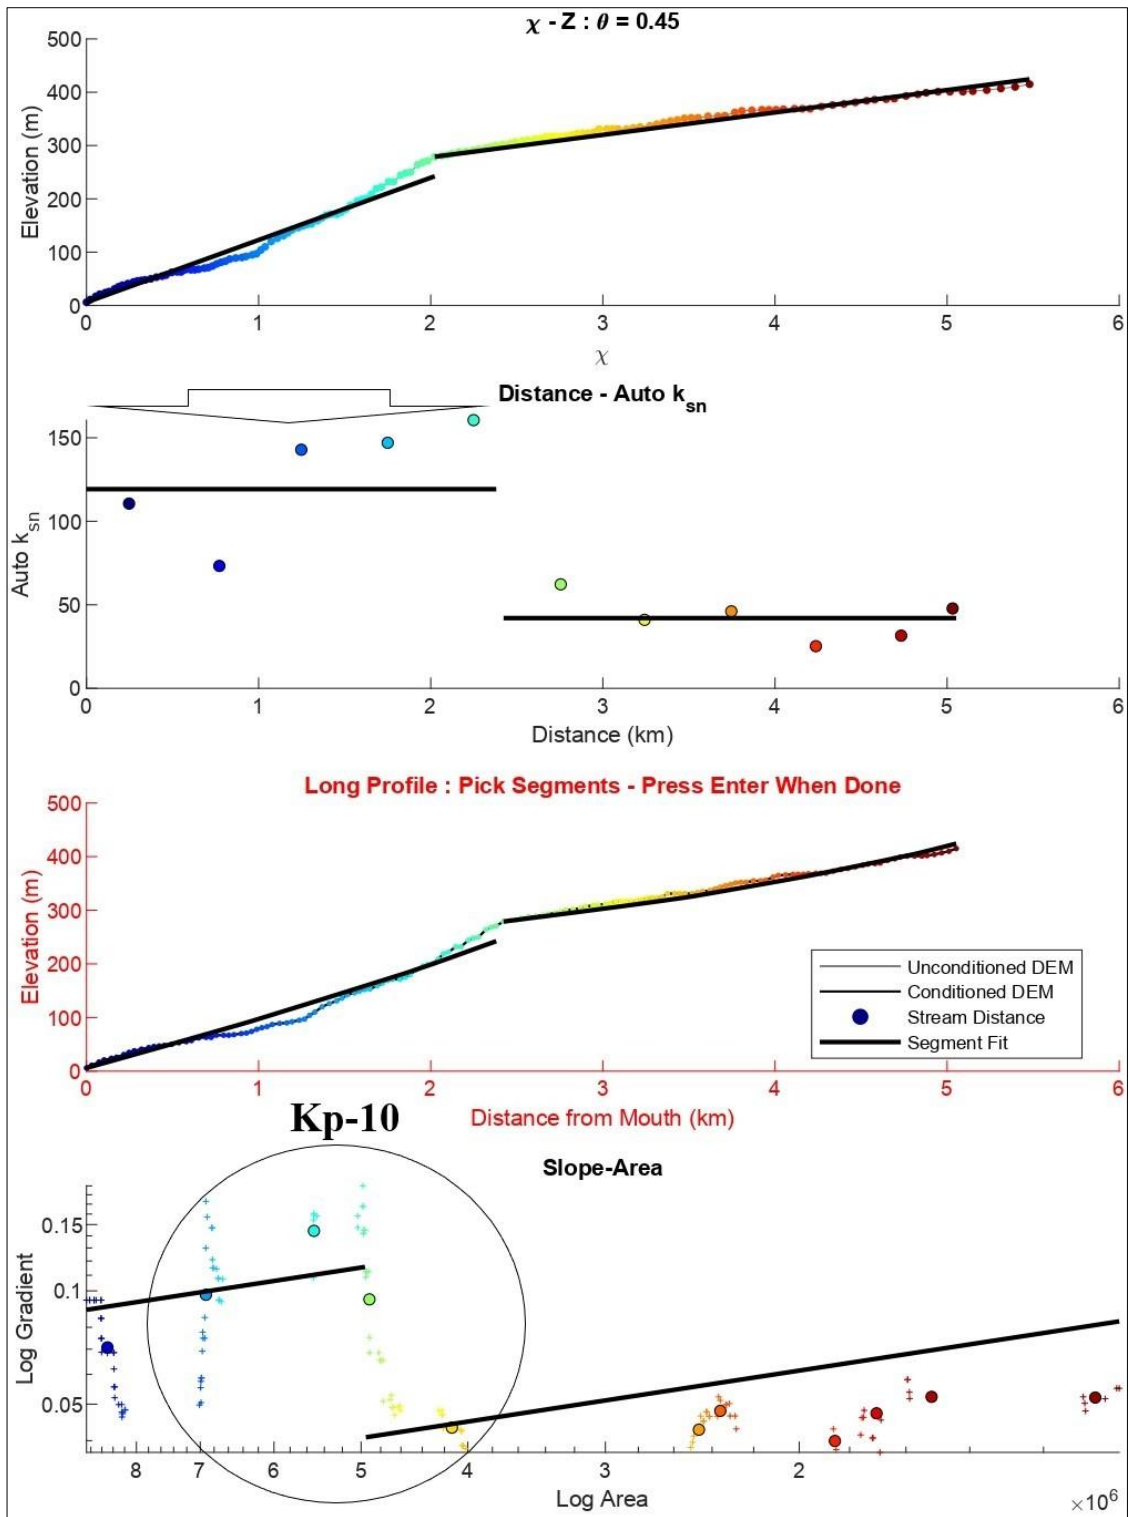 χ - Z : θ = 0.45
500
400
300
200
100
0
Elevation (m)
0 1 2 3 4 5 6
χ
Distance - Auto k_sn
150
100
50
0
Auto k_sn
0 1 2 3 4 5 6
Distance (km)
Long Profile : Pick Segments - Press Enter When Done
500
400
300
200
100
0
Elevation (m)
Unconditioned DEM
Conditioned DEM
Stream Distance
Segment Fit
0 1 2 3 4 5 6
Distance from Mouth (km)
Kp-10
Slope-Area
0.15
0.1
0.05
Log Gradient
8 7 6 5 4 3 2
Log Area
×10^6